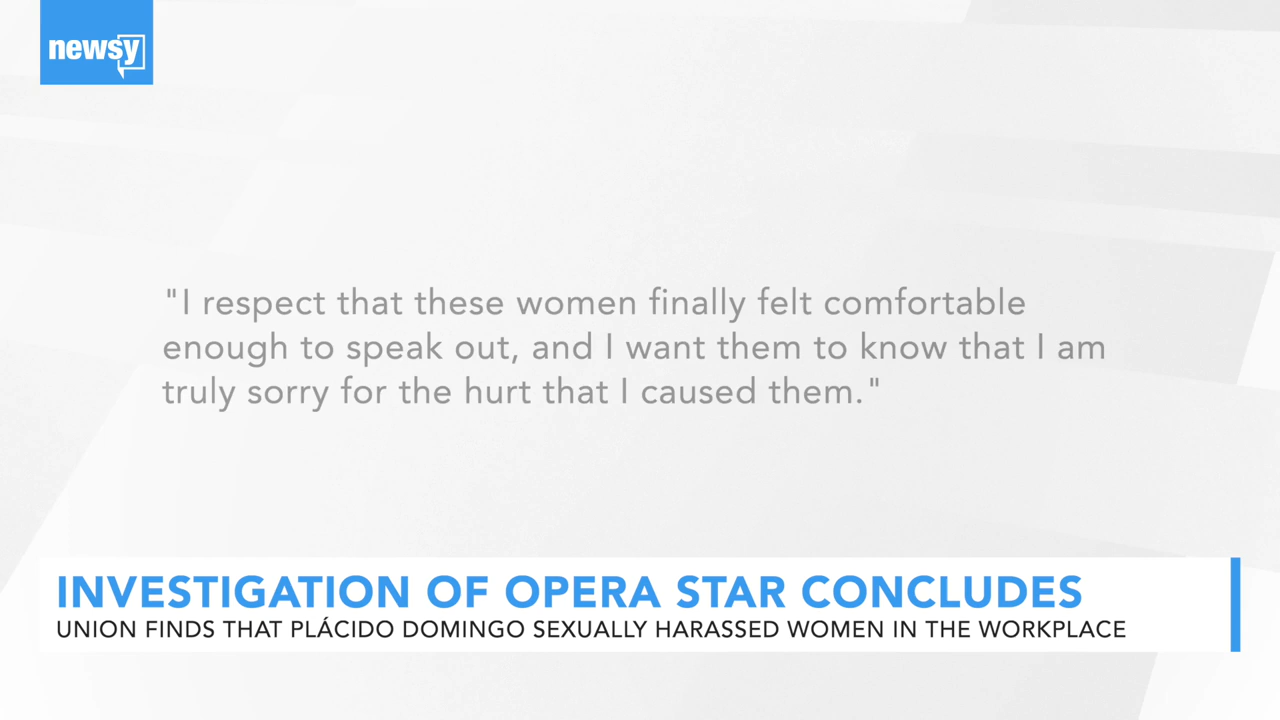 newsy
"I respect that these women finally felt comfortable
enough to speak out, and I want them to know that I am
truly sorry for the hurt that I caused them."
INVESTIGATION OF OPERA STAR CONCLUDES
UNION FINDS THAT PLÁCIDO DOMINGO SEXUALLY HARASSED WOMEN IN THE WORKPLACE